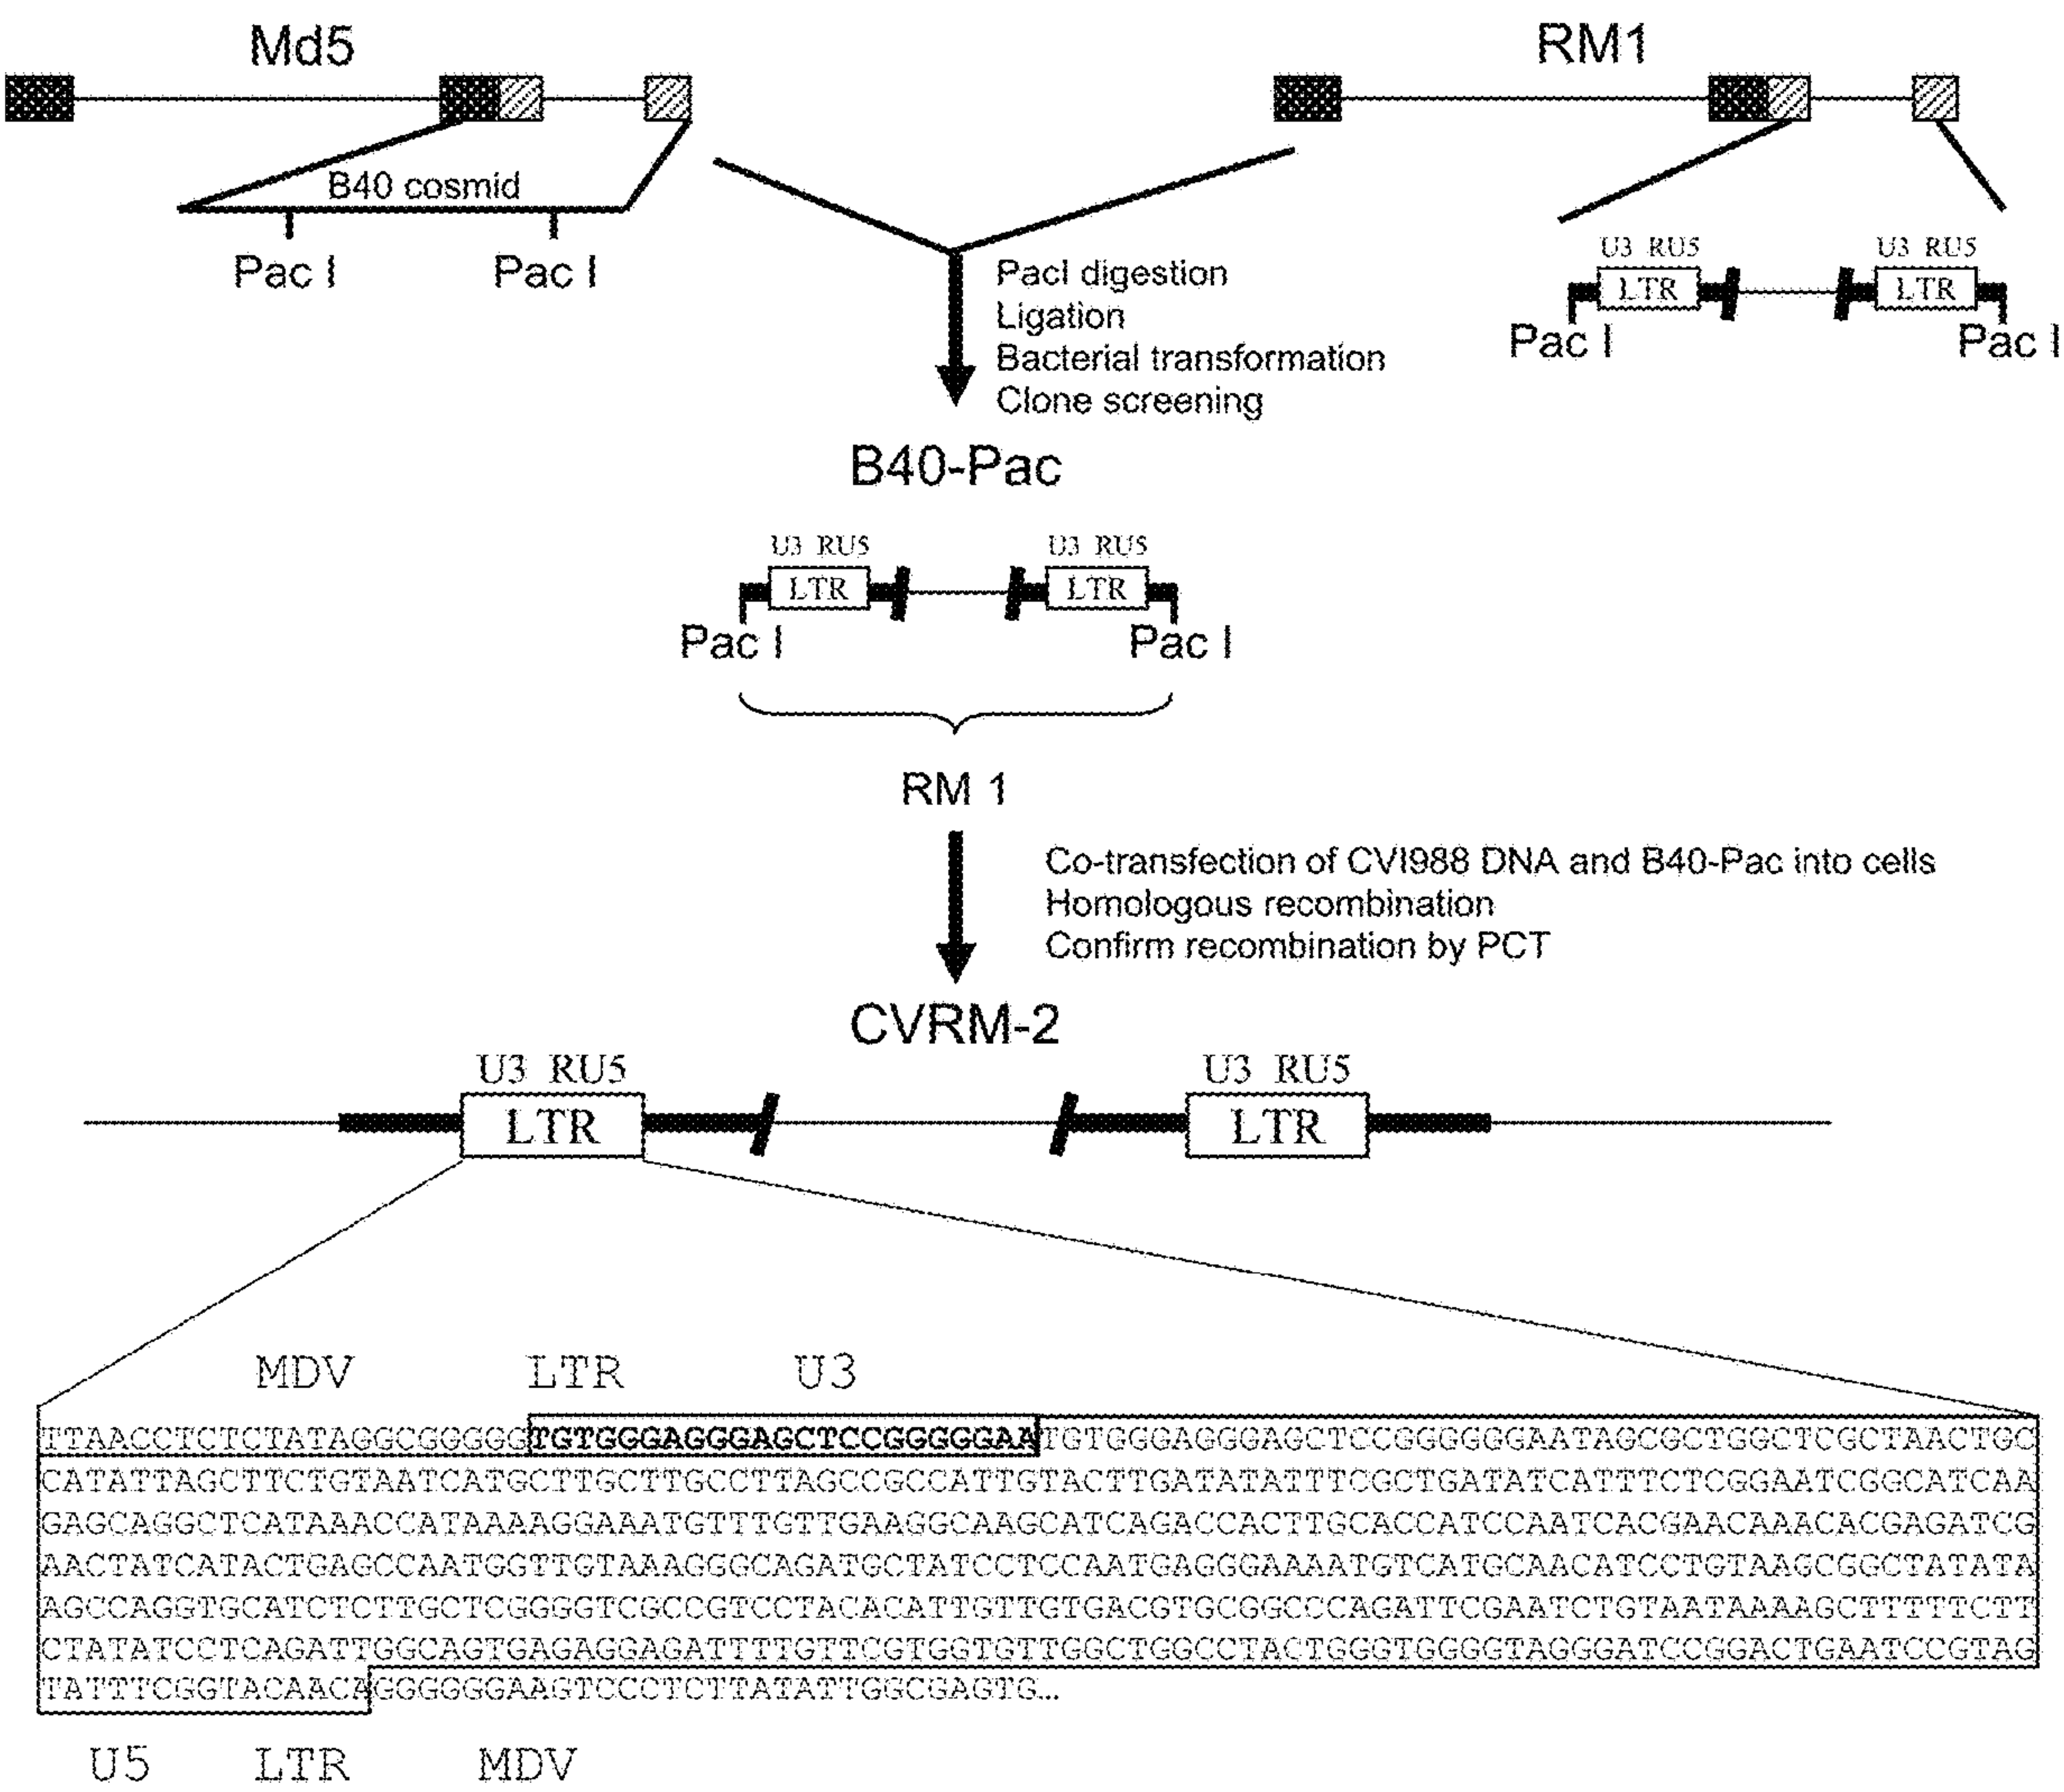 Md5
RM1
B40 cosmid
Pac I
Pac I
U3 RU5
U3 RU5
LTR
LTR
Pac I
Pac I
PacI digestion
Ligation
Bacterial transformation
Clone screening
B40-Pac
U3 RU5
U3 RU5
LTR
LTR
Pac I
Pac I
RM 1
Co-transfection of CVI988 DNA and B40-Pac into cells
Homologous recombination
Confirm recombination by PCT
CVRM-2
U3 RU5
U3 RU5
LTR
LTR
MDV LTR U3
TTAACCTCTCTATAGGCGGGGGTGTGGGAGGGAGCTCCGGGGGGAATGTGGGAGGGAGCTCCGGGGGGGAATAGCGCTGGCTCGCTAACTGC
CATATTAGCTTCTGTAATCATGCTTGCTTGCCTTAGCCGCCATTGTACTTGATATATTTCGCTGATATCATTTCTCGGAATCGGCATCAA
GAGCAGGCTCATAAACCATAAAAGGAAATGTTTGTTGAAGGCAAGCATCAGACCACTTGCACCATCCAATCACGAACAAACACGAGATCG
AACTATCATACTGAGCCAATGGTTGTAAAGGGCAGATGCTATCCTCCAATGAGGGAAAATGTCATGCAACATCCTGTAAGCGGCTATATA
AGCCAGGTGCATCTCTTGCTCGGGGTCGCCGTCCTACACATTGTTGTGACGTGCGGCCCAGATTCGAATCTGTAATAAAAGCTTTTTCTT
CTATATCCTCAGATTGGCAGTGAGAGGAGATTTTGTTCGTGGTGTTGGCTGGCCTACTGGGTGGGGTAGGGATCCGGACTGAATCCGTAG
TATTTCGGTACAACAGGGGGGAAGTCCCTCTTATATTGGCGAGTG...
U5 LTR MDV